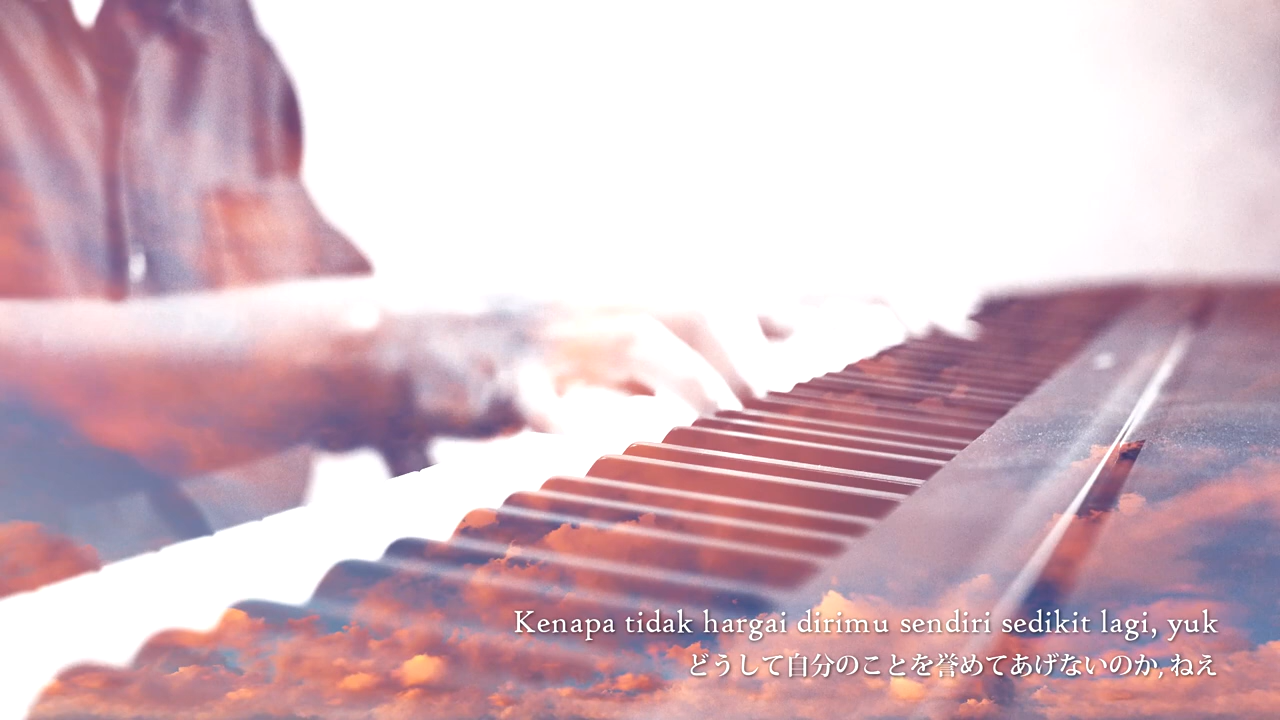 Kenapa tidak hargai dirimu sendiri sedikit lagi, yuk
どうして自分のことを誉めてあげないのか, ねえ